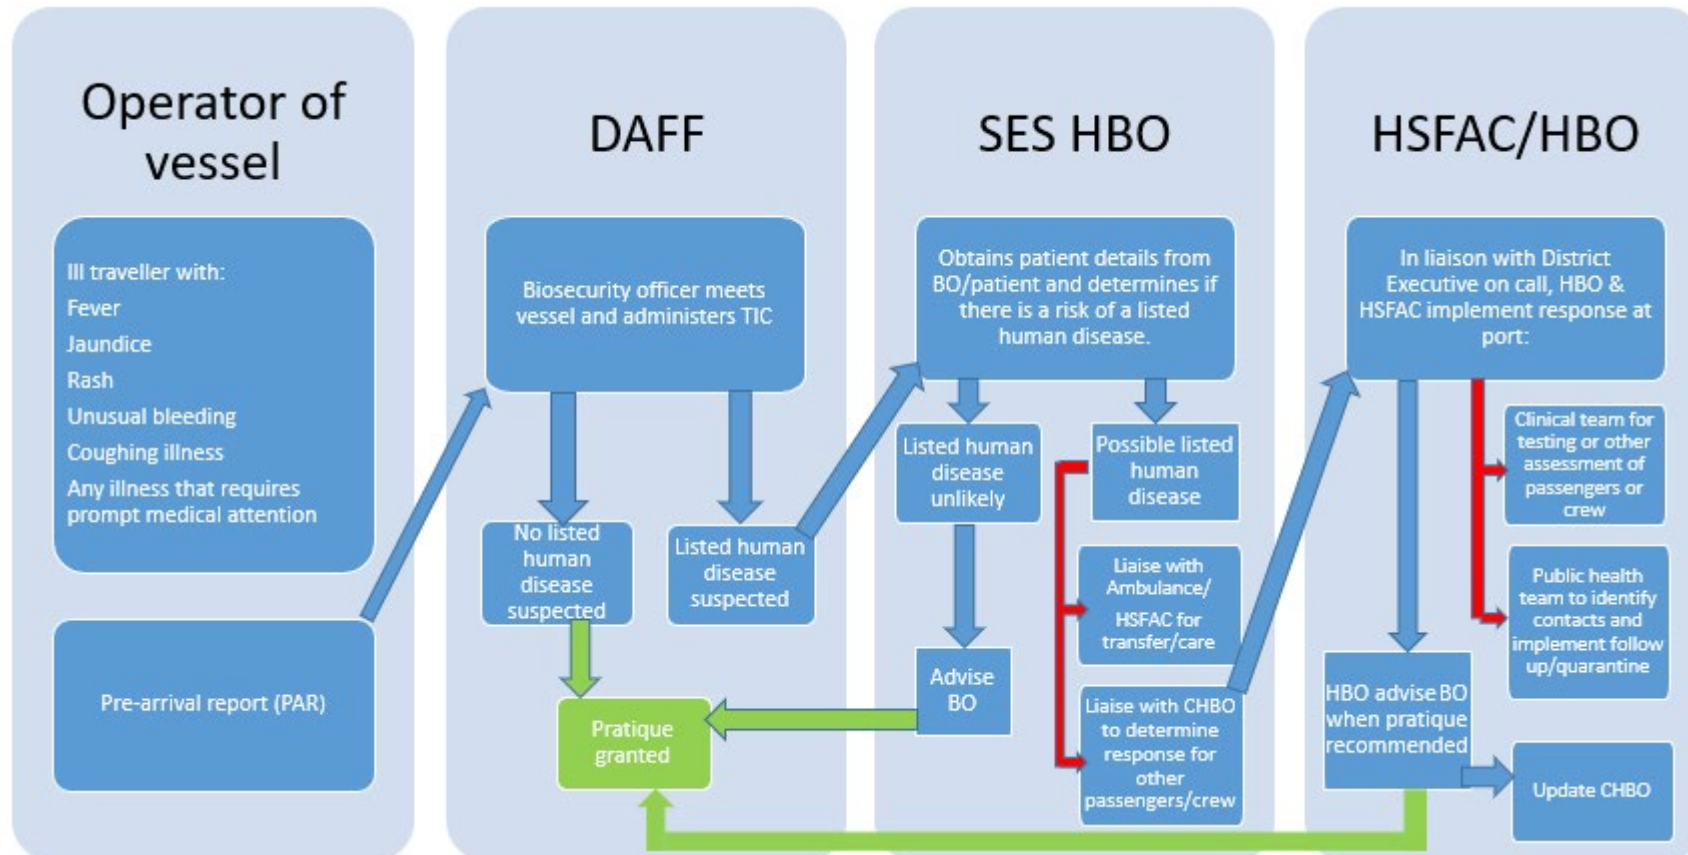 Operator of
vessel
Ill traveller with:
Fever
Jaundice
Rash
Unusual bleeding
Coughing illness
Any illness that requires
prompt medical attention
Pre-arrival report (PAR)
DAFF
Biosecurity officer meets
vessel and administers TIC
No listed
human
disease
suspected
Listed human
disease
suspected
Pratique
granted
SES HBO
Obtains patient details from
BO/patient and determines if
there is a risk of a listed
human disease.
Listed human
disease
unlikely
Possible listed
human
disease
Liaise with
Ambulance/
HSFAC for
transfer/care
Advise
BO
Liaise with CHBO
to determine
response for
other
passengers/crew
HSFAC/HBO
In liaison with District
Executive on call, HBO &
HSFAC implement response at
port:
Clinical team for
testing or other
assessment of
passengers or
crew
Public health
team to identify
contacts and
implement follow
up/quarantine
HBO advise BO
when pratique
recommended
Update CHBO